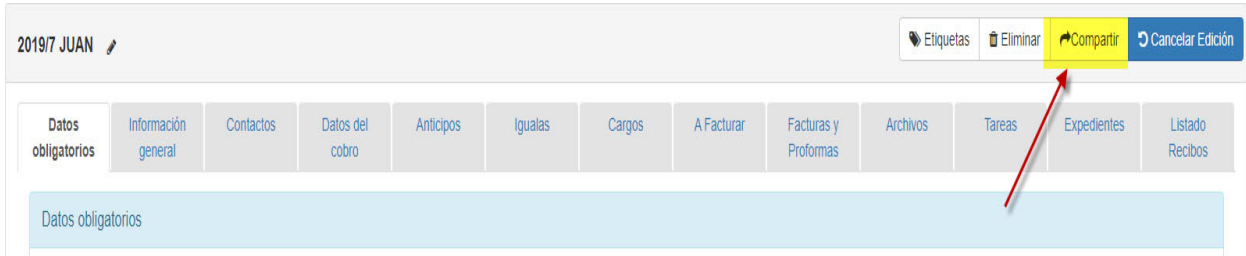 2019/7 JUAN
Etiquetas
Eliminar
Compartir
Cancelar Edición
Datos
obligatorios
Información
general
Contactos
Datos del
cobro
Anticipos
Igualas
Cargos
A Facturar
Facturas y
Proformas
Archivos
Tareas
Expedientes
Listado
Recibos
Datos obligatorios